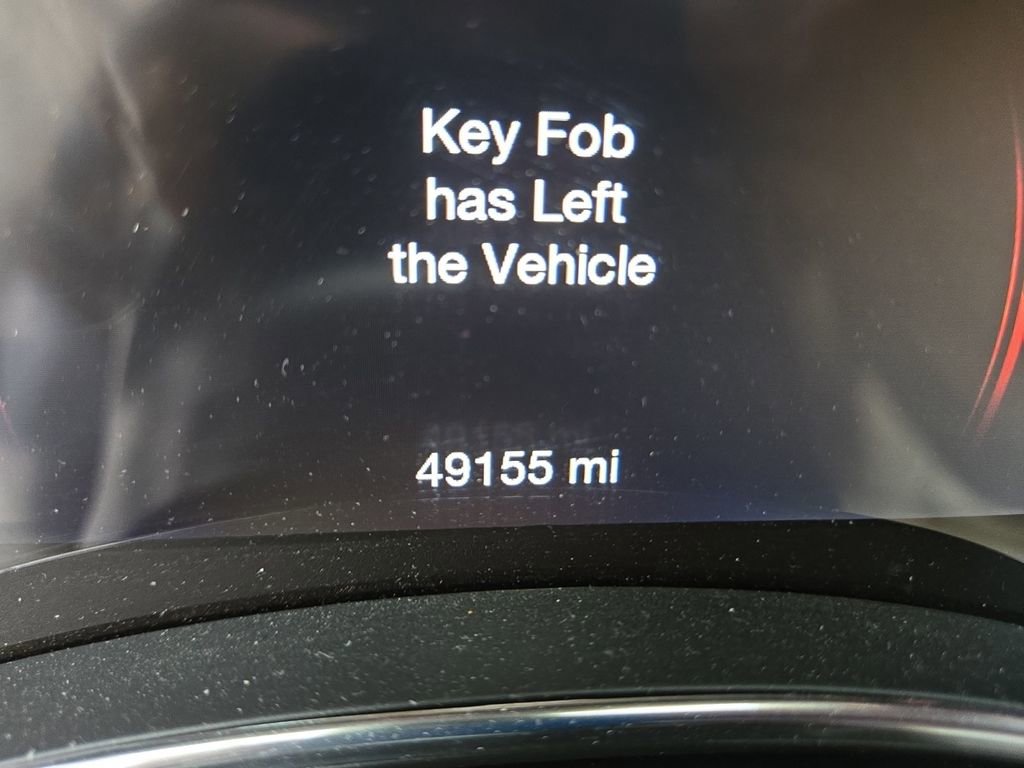 Key Fob
has Left
the Vehicle
49155 mi